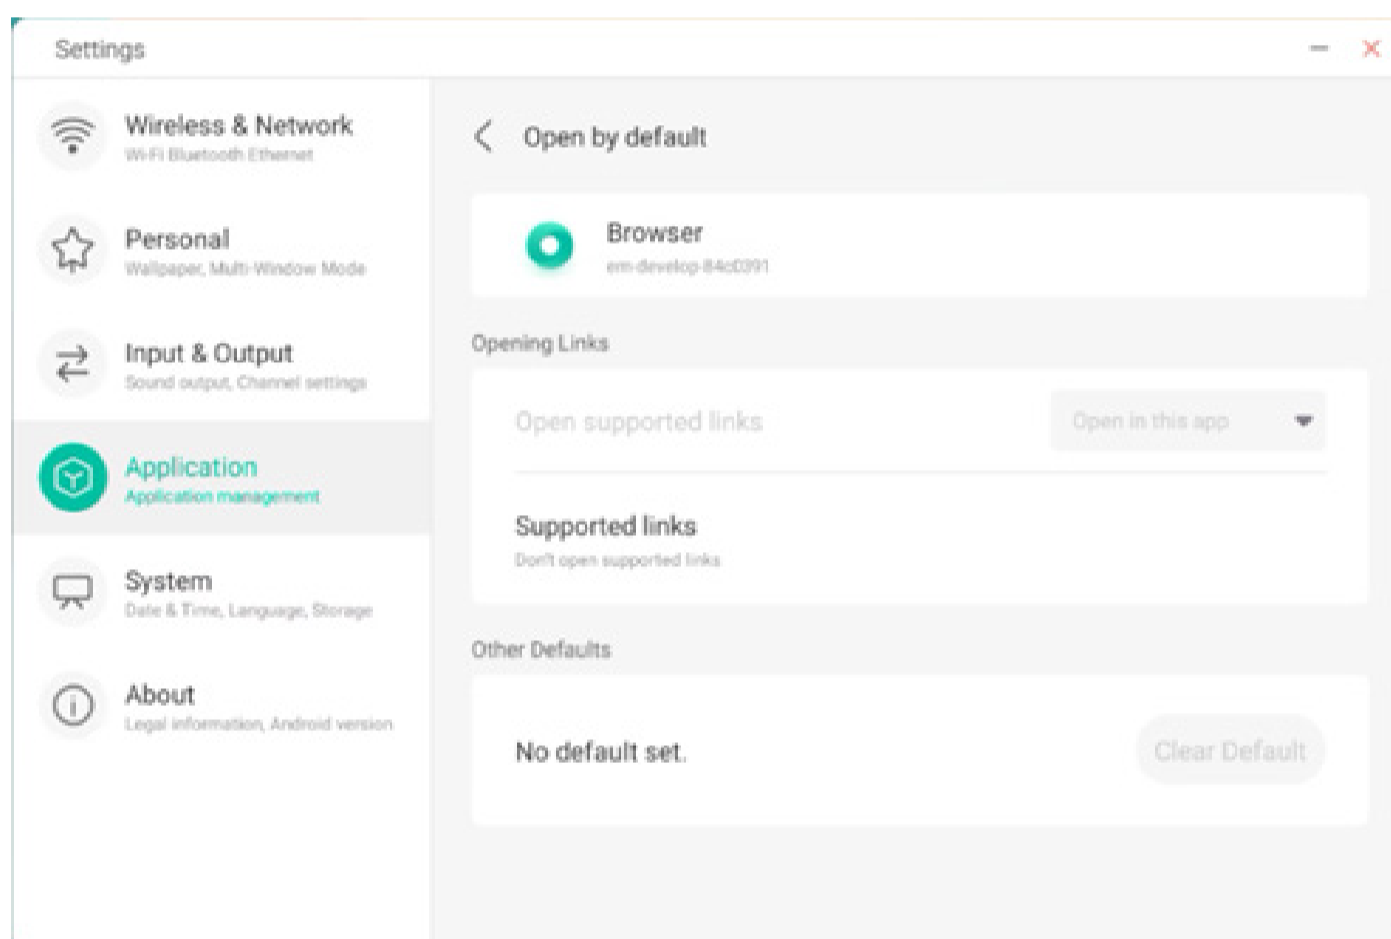 Settings
Wireless & Network
Wi-Fi Bluetooth Ethernet
Personal
Wallpaper, Multi-Window Mode
Input & Output
Sound output, Channel settings
Application
Application management
System
Date & Time, Language, Storage
About
Legal information, Android version
Open by default
Browser
em-develop-84c0391
Opening Links
Open supported links
Open in this app
Supported links
Don't open supported links
Other Defaults
No default set.
Clear Default